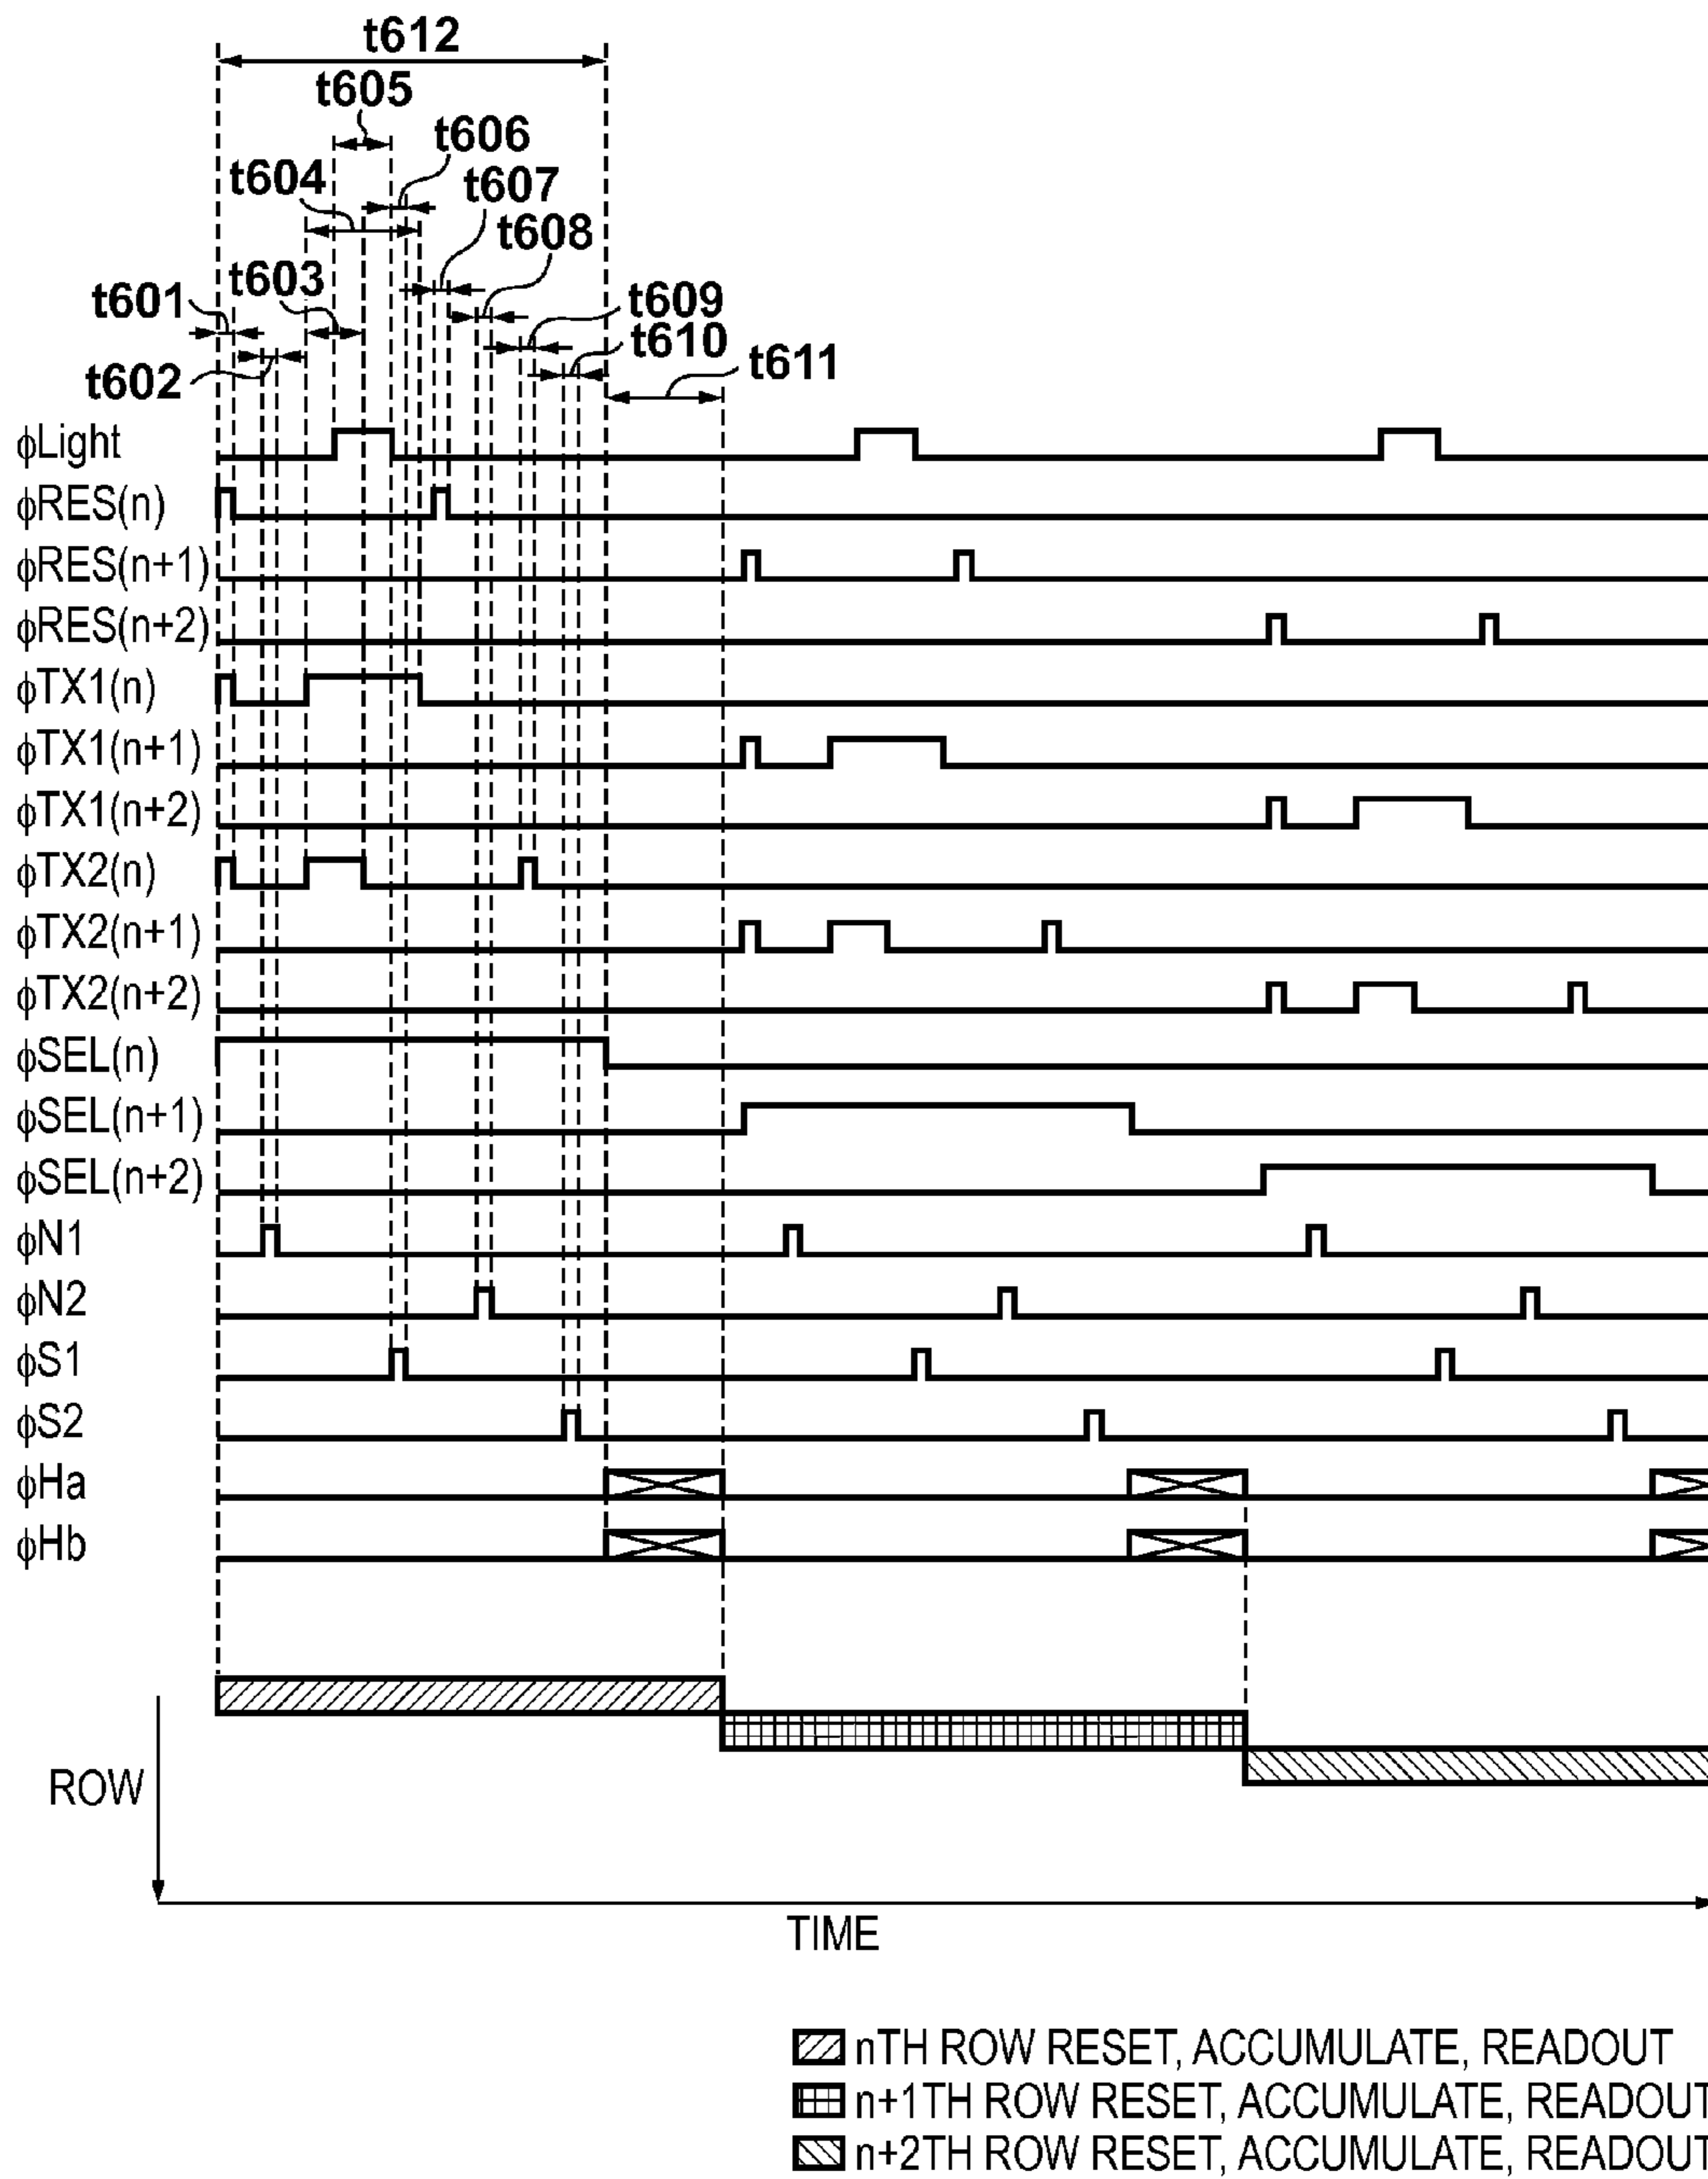 t612
t605
t606
t604
t607
t608
t603
t601
t609
t610
t602
t611
ϕLight
ϕRES(n)
ϕRES(n+1)
ϕRES(n+2)
ϕTX1(n)
ϕTX1(n+1)
ϕTX1(n+2)
ϕTX2(n)
ϕTX2(n+1)
ϕTX2(n+2)
ϕSEL(n)
ϕSEL(n+1)
ϕSEL(n+2)
ϕN1
ϕN2
ϕS1
ϕS2
ϕHa
ϕHb
ROW
TIME
nTH ROW RESET, ACCUMULATE, READOUT
n+1TH ROW RESET, ACCUMULATE, READOUT
n+2TH ROW RESET, ACCUMULATE, READOUT